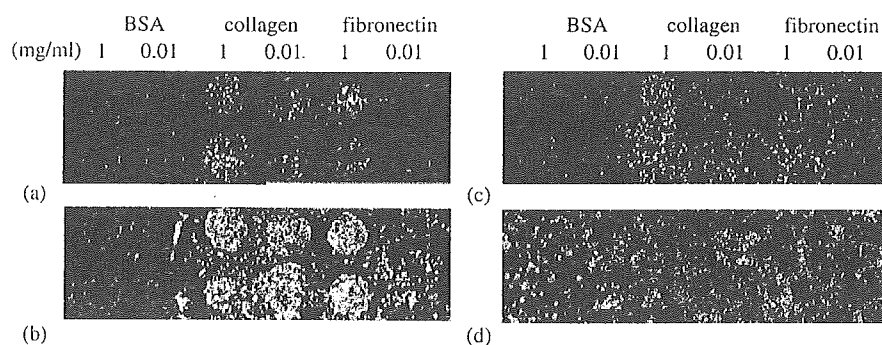 BSA collagen fibronectin
(mg/ml) 1 0.01 1 0.01. 1 0.01
(a)
(b)
BSA collagen fibronectin
1 0.01 1 0.01 1 0.01
(c)
(d)